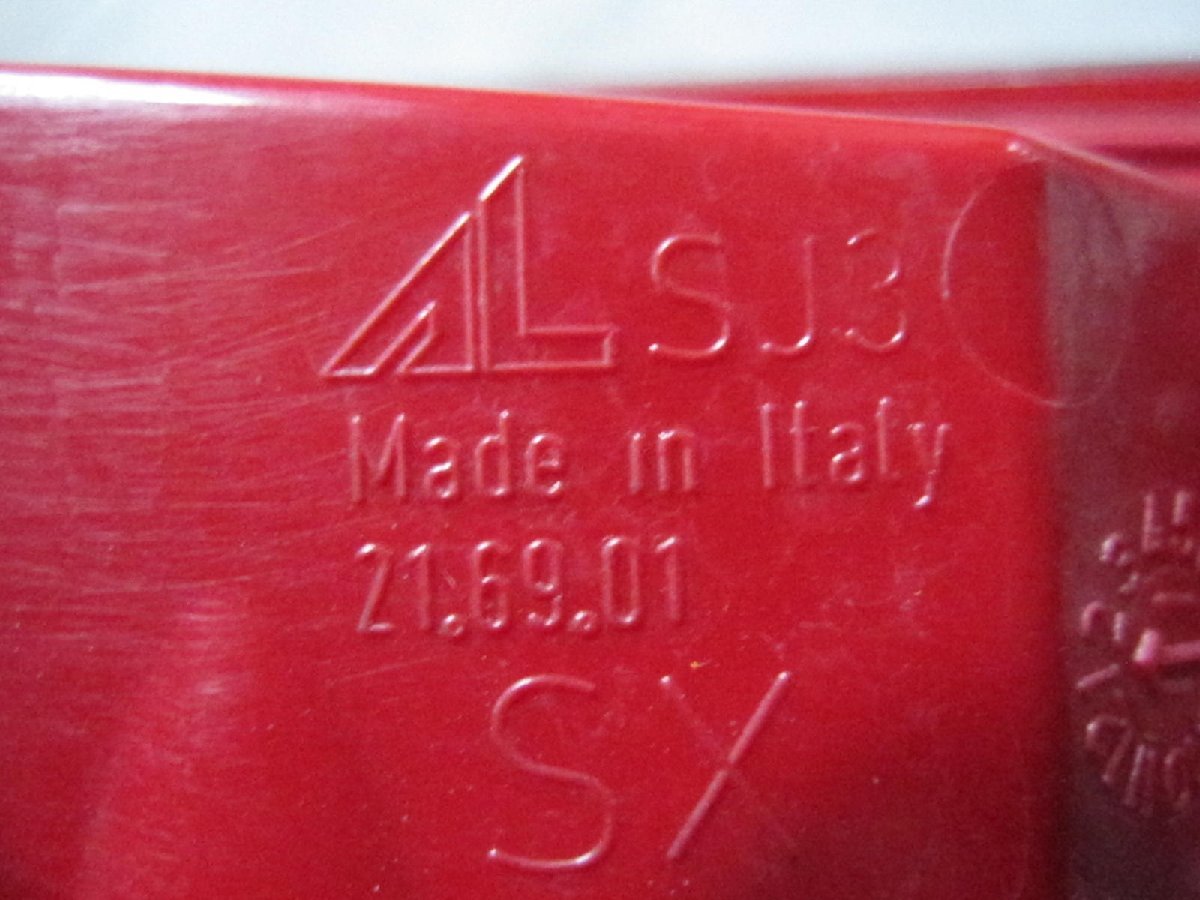 AL SJ3
Made in Italy
21.69.01
SX